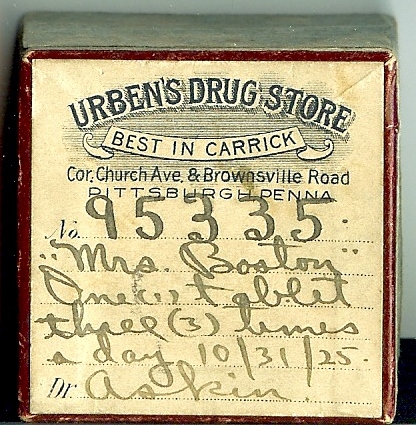 URBEN'S DRUG STORE
BEST IN CARRICK
Cor. Church Ave. & Brownsville Road
PITTSBURGH, PENNA.
No. 95335
"Mrs. Boston"
One (1) tablet
three (3) times
a day 10/31/25.
Dr. Askin.